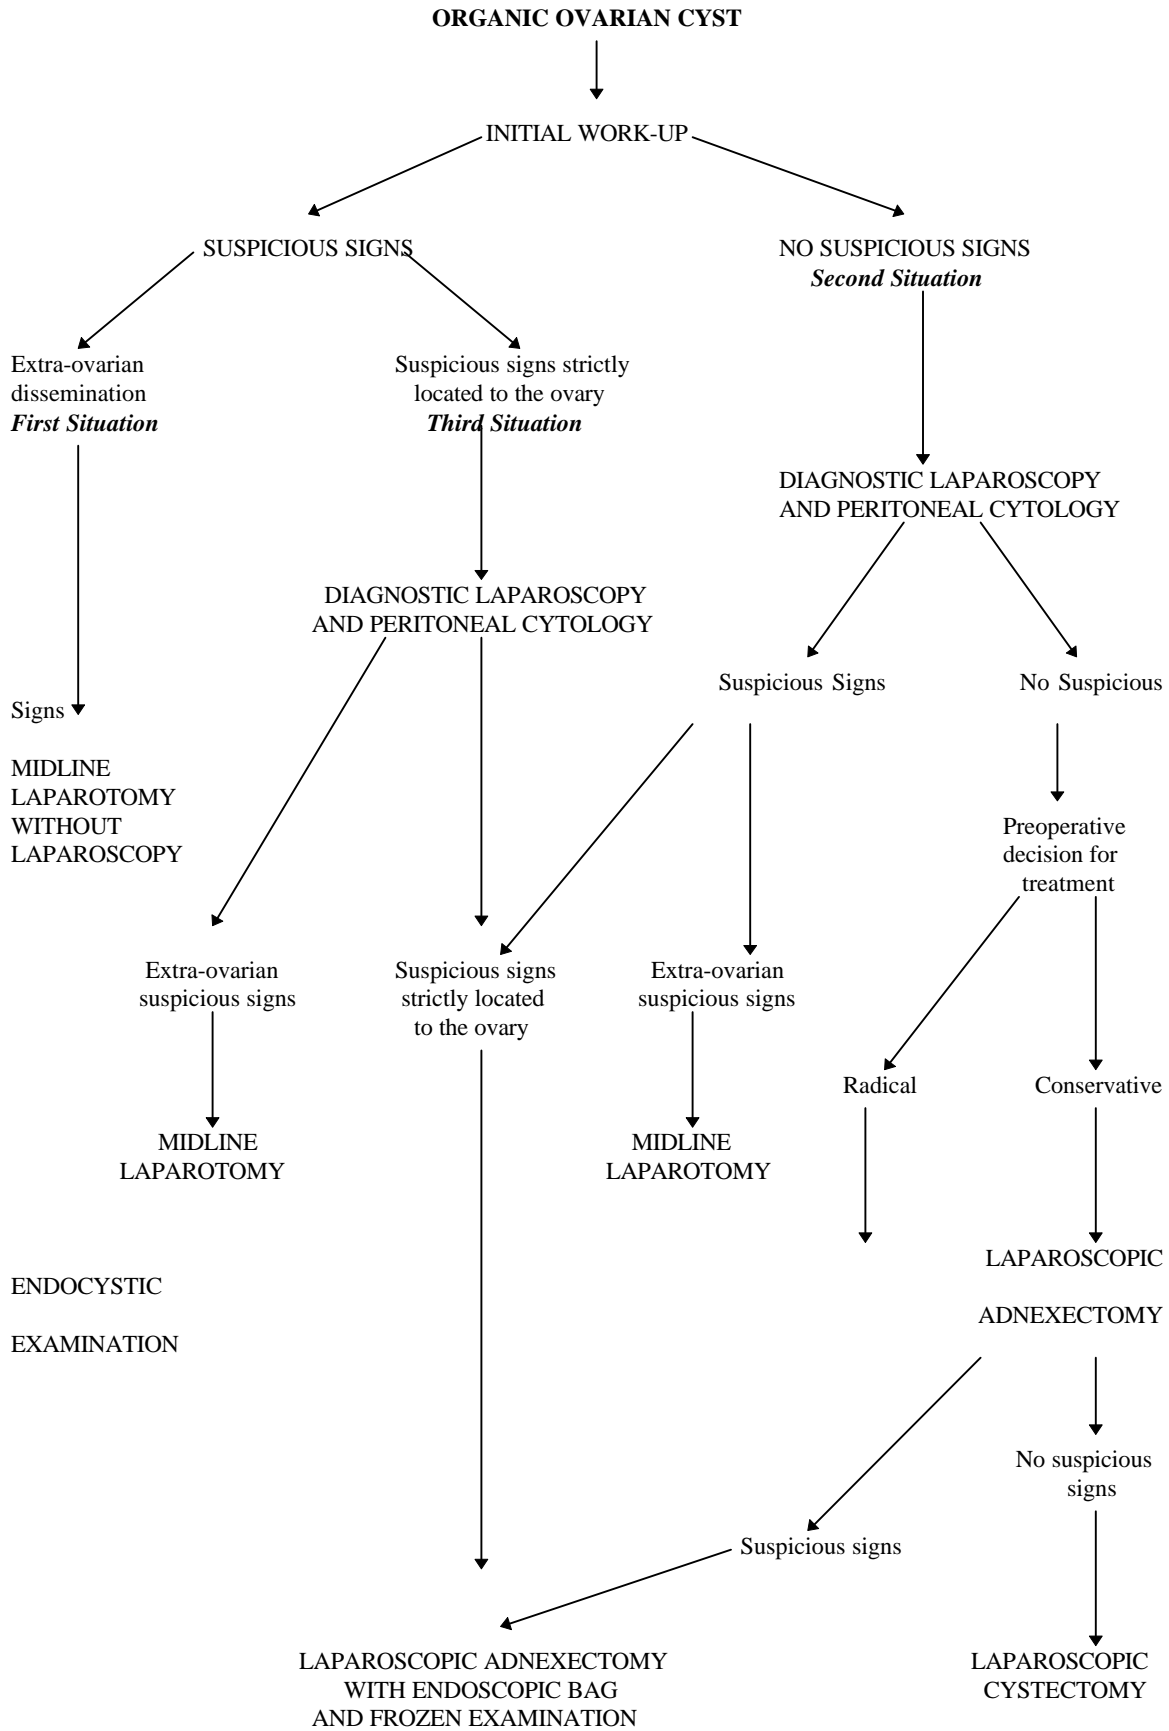 ORGANIC OVARIAN CYST
INITIAL WORK-UP
SUSPICIOUS SIGNS
NO SUSPICIOUS SIGNS
Second Situation
Extra-ovarian
dissemination
First Situation
Suspicious signs strictly
located to the ovary
Third Situation
DIAGNOSTIC LAPAROSCOPY
AND PERITONEAL CYTOLOGY
DIAGNOSTIC LAPAROSCOPY
AND PERITONEAL CYTOLOGY
Suspicious Signs
No Suspicious
Signs
MIDLINE
LAPAROTOMY
WITHOUT
LAPAROSCOPY
Preoperative
decision for
treatment
Extra-ovarian
suspicious signs
Suspicious signs
strictly located
to the ovary
Extra-ovarian
suspicious signs
Radical
Conservative
MIDLINE
LAPAROTOMY
MIDLINE
LAPAROTOMY
LAPAROSCOPIC
ENDOCYSTIC
ADNEXECTOMY
EXAMINATION
No suspicious
signs
Suspicious signs
LAPAROSCOPIC ADNEXECTOMY
WITH ENDOSCOPIC BAG
AND FROZEN EXAMINATION
LAPAROSCOPIC
CYSTECTOMY